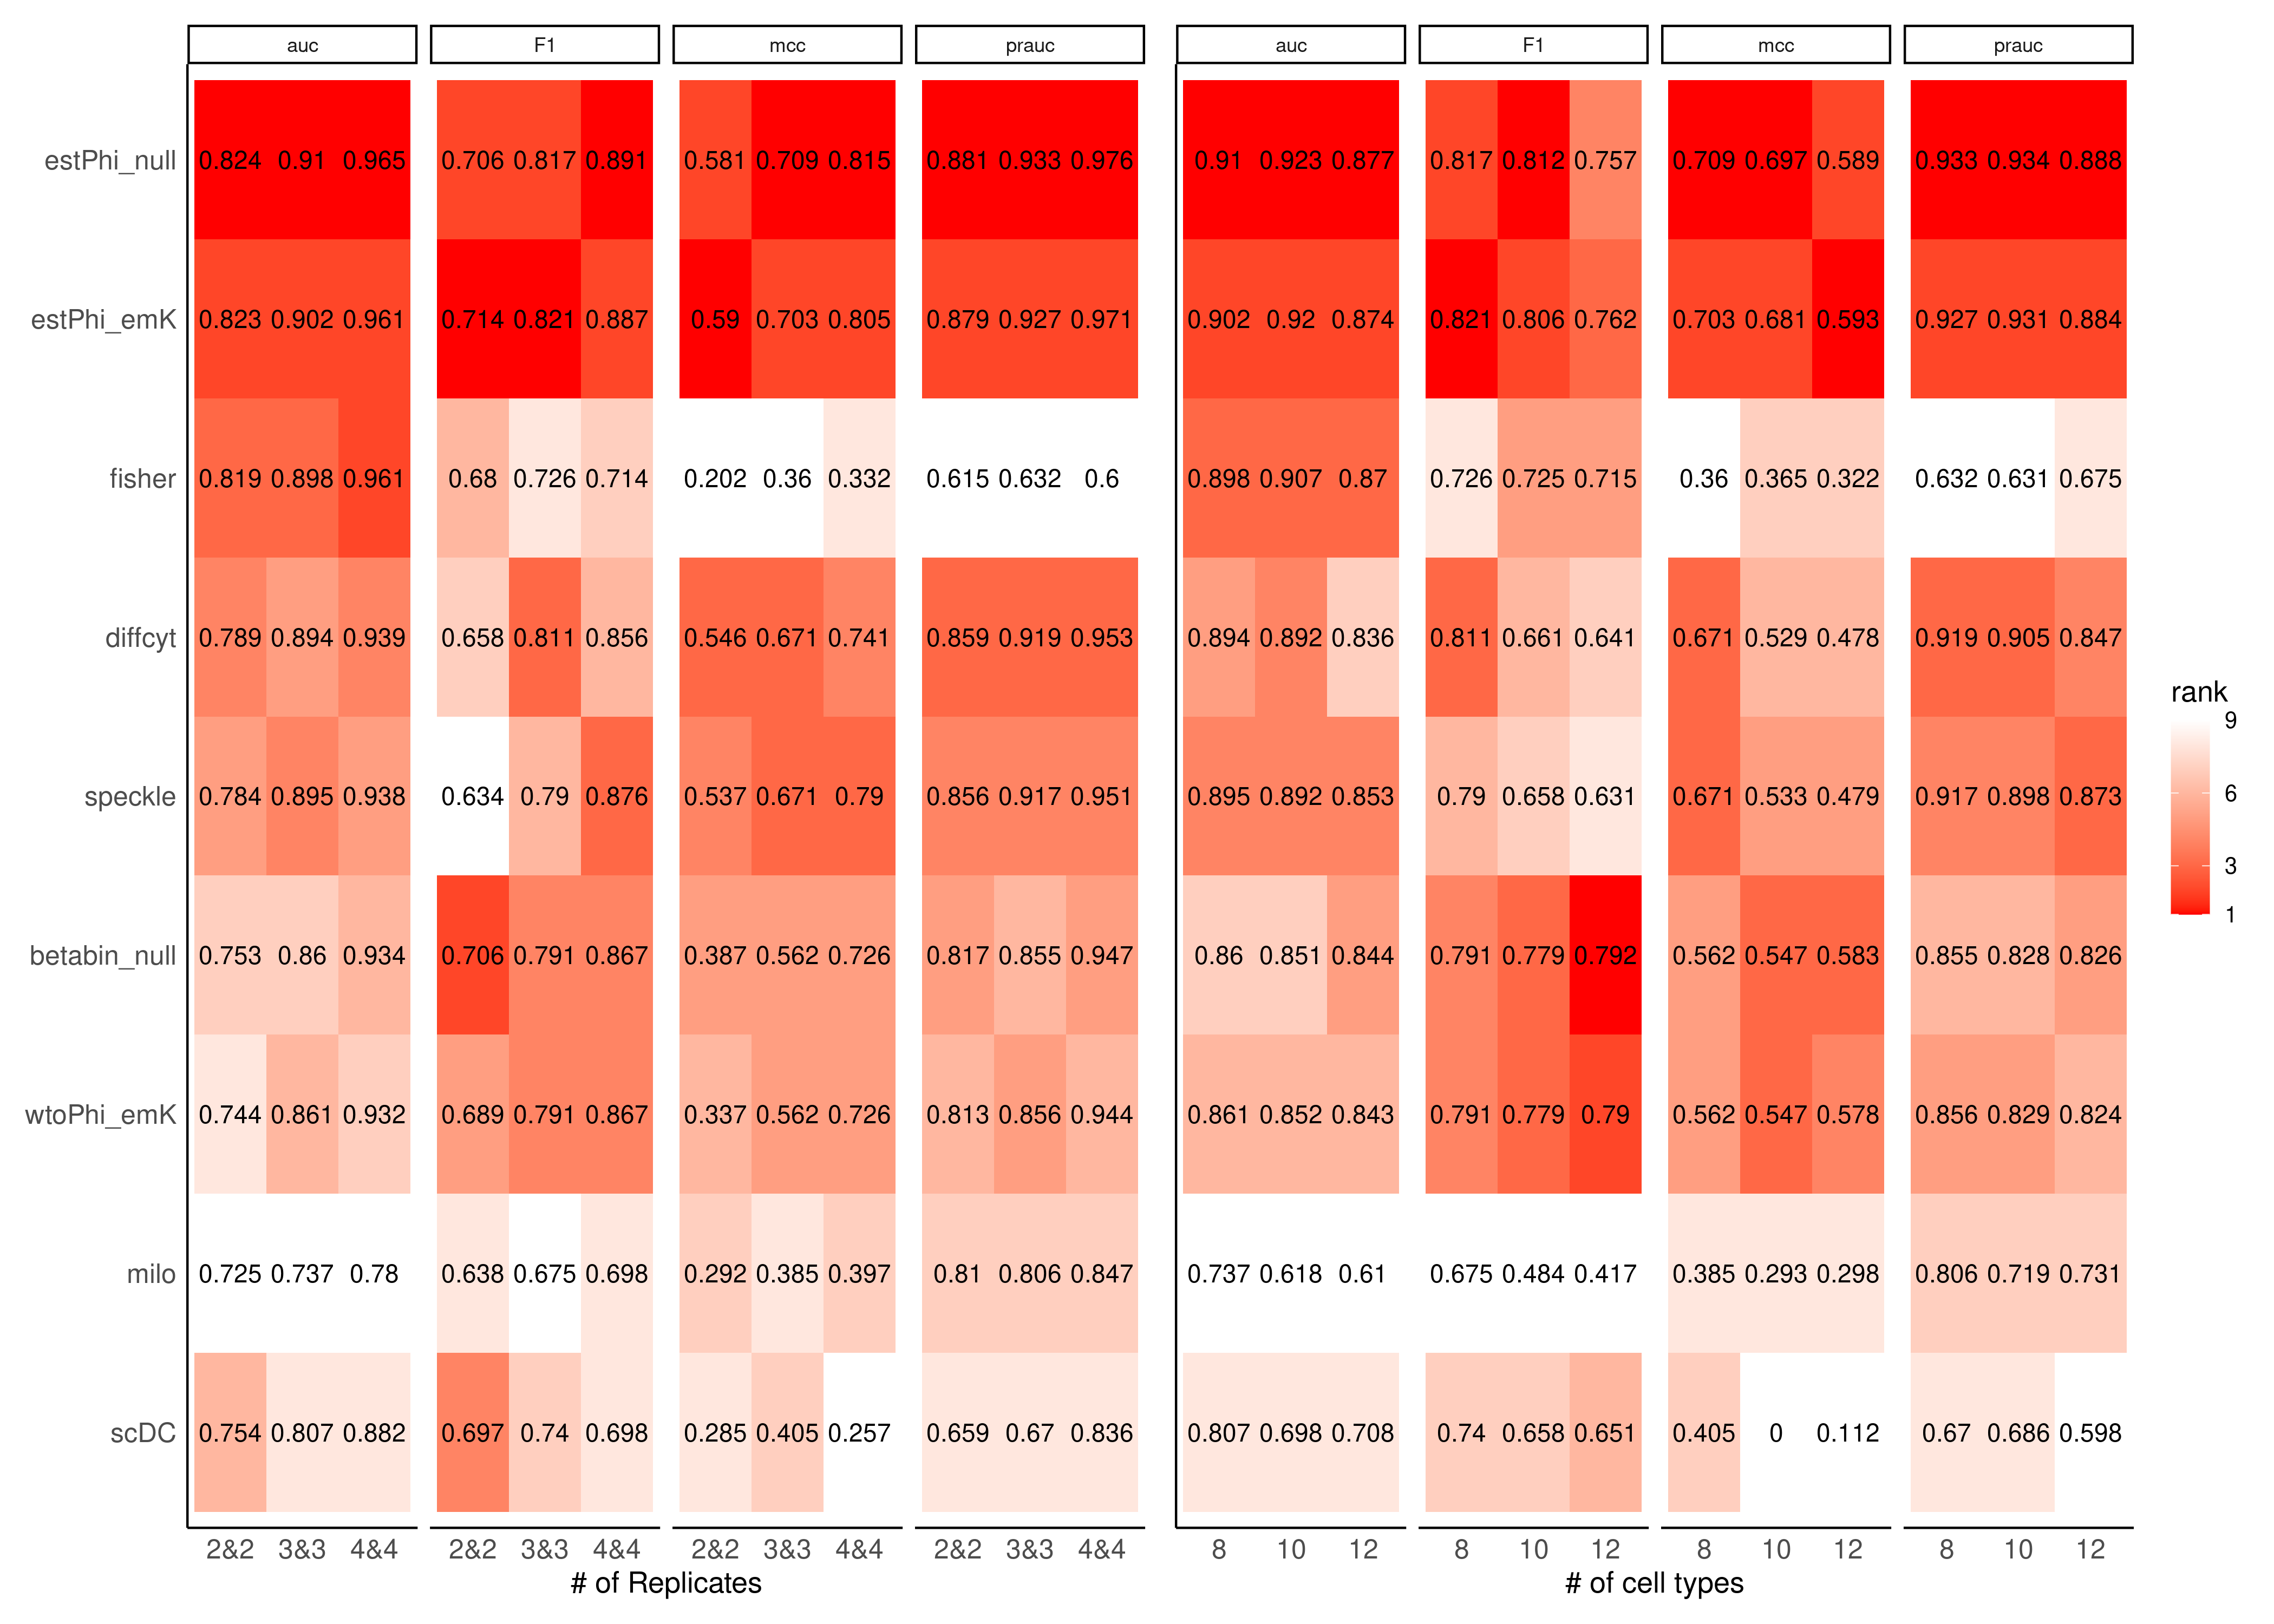 auc F1 mcc prauc auc F1 mcc prauc
estPhi_null 0.824 0.91 0.965 0.706 0.817 0.891 0.581 0.709 0.815 0.881 0.933 0.976 0.91 0.923 0.877 0.817 0.812 0.757 0.709 0.697 0.589 0.933 0.934 0.888
estPhi_emK 0.823 0.902 0.961 0.714 0.821 0.887 0.59 0.703 0.805 0.879 0.927 0.971 0.902 0.92 0.874 0.821 0.806 0.762 0.703 0.681 0.593 0.927 0.931 0.884
fisher 0.819 0.898 0.961 0.68 0.726 0.714 0.202 0.36 0.332 0.615 0.632 0.6 0.898 0.907 0.87 0.726 0.725 0.715 0.36 0.365 0.322 0.632 0.631 0.675
diffcyt 0.789 0.894 0.939 0.658 0.811 0.856 0.546 0.671 0.741 0.859 0.919 0.953 0.894 0.892 0.836 0.811 0.661 0.641 0.671 0.529 0.478 0.919 0.905 0.847
speckle 0.784 0.895 0.938 0.634 0.79 0.876 0.537 0.671 0.79 0.856 0.917 0.951 0.895 0.892 0.853 0.79 0.658 0.631 0.671 0.533 0.479 0.917 0.898 0.873
betabin_null 0.753 0.86 0.934 0.706 0.791 0.867 0.387 0.562 0.726 0.817 0.855 0.947 0.86 0.851 0.844 0.791 0.779 0.792 0.562 0.547 0.583 0.855 0.828 0.826
wtoPhi_emK 0.744 0.861 0.932 0.689 0.791 0.867 0.337 0.562 0.726 0.813 0.856 0.944 0.861 0.852 0.843 0.791 0.779 0.79 0.562 0.547 0.578 0.856 0.829 0.824
milo 0.725 0.737 0.78 0.638 0.675 0.698 0.292 0.385 0.397 0.81 0.806 0.847 0.737 0.618 0.61 0.675 0.484 0.417 0.385 0.293 0.298 0.806 0.719 0.731
scDC 0.754 0.807 0.882 0.697 0.74 0.698 0.285 0.405 0.257 0.659 0.67 0.836 0.807 0.698 0.708 0.74 0.658 0.651 0.405 0 0.112 0.67 0.686 0.598
2&2 3&3 4&4 2&2 3&3 4&4 2&2 3&3 4&4 2&2 3&3 4&4 8 10 12 8 10 12 8 10 12 8 10 12
# of Replicates # of cell types
rank
9
6
3
1